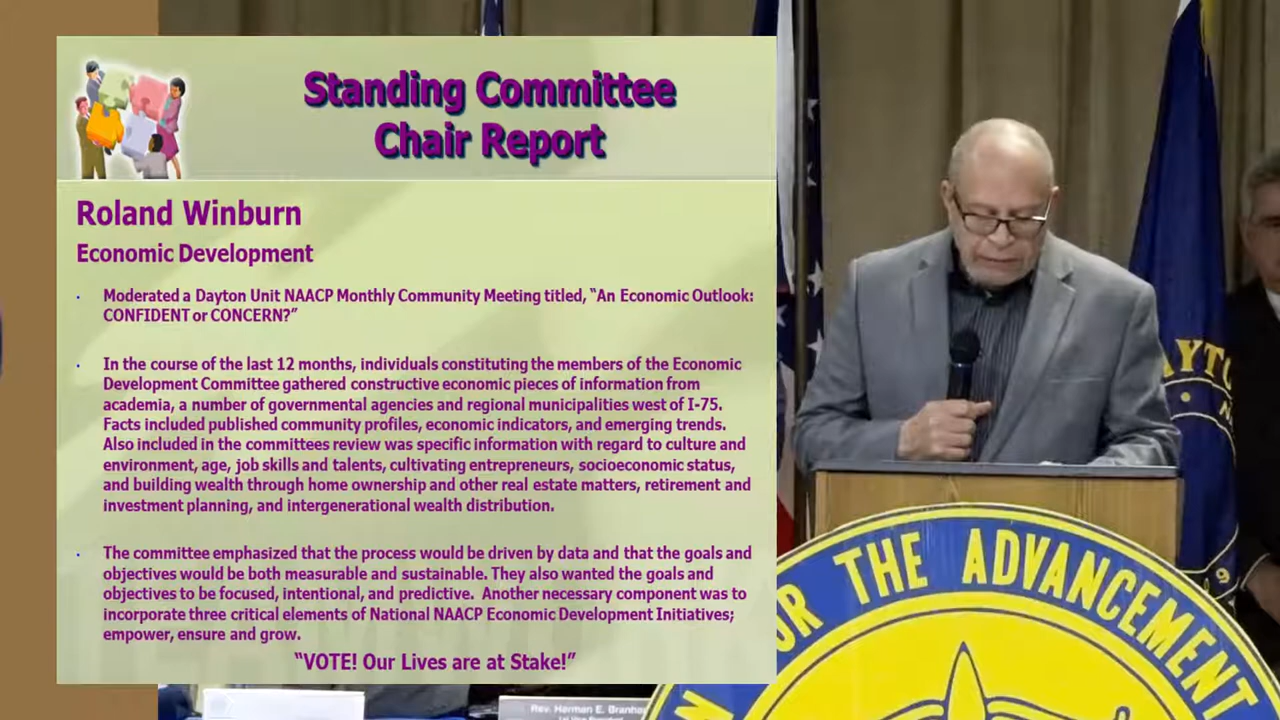 Standing Committee
Chair Report
Roland Winburn
Economic Development
Moderated a Dayton Unit NAACP Monthly Community Meeting titled, “An Economic Outlook:
CONFIDENT or CONCERN?”
In the course of the last 12 months, individuals constituting the members of the Economic
Development Committee gathered constructive economic pieces of information from
academia, a number of governmental agencies and regional municipalities west of I-75.
Facts included published community profiles, economic indicators, and emerging trends.
Also included in the committees review was specific information with regard to culture and
environment, age, job skills and talents, cultivating entrepreneurs, socioeconomic status,
and building wealth through home ownership and other real estate matters, retirement and
investment planning, and intergenerational wealth distribution.
The committee emphasized that the process would be driven by data and that the goals and
objectives would be both measurable and sustainable. They also wanted the goals and
objectives to be focused, intentional, and predictive.  Another necessary component was to
incorporate three critical elements of National NAACP Economic Development Initiatives;
empower, ensure and grow.
“VOTE! Our Lives are at Stake!”
THE ADVANCEMENT
Rev. Herman E.